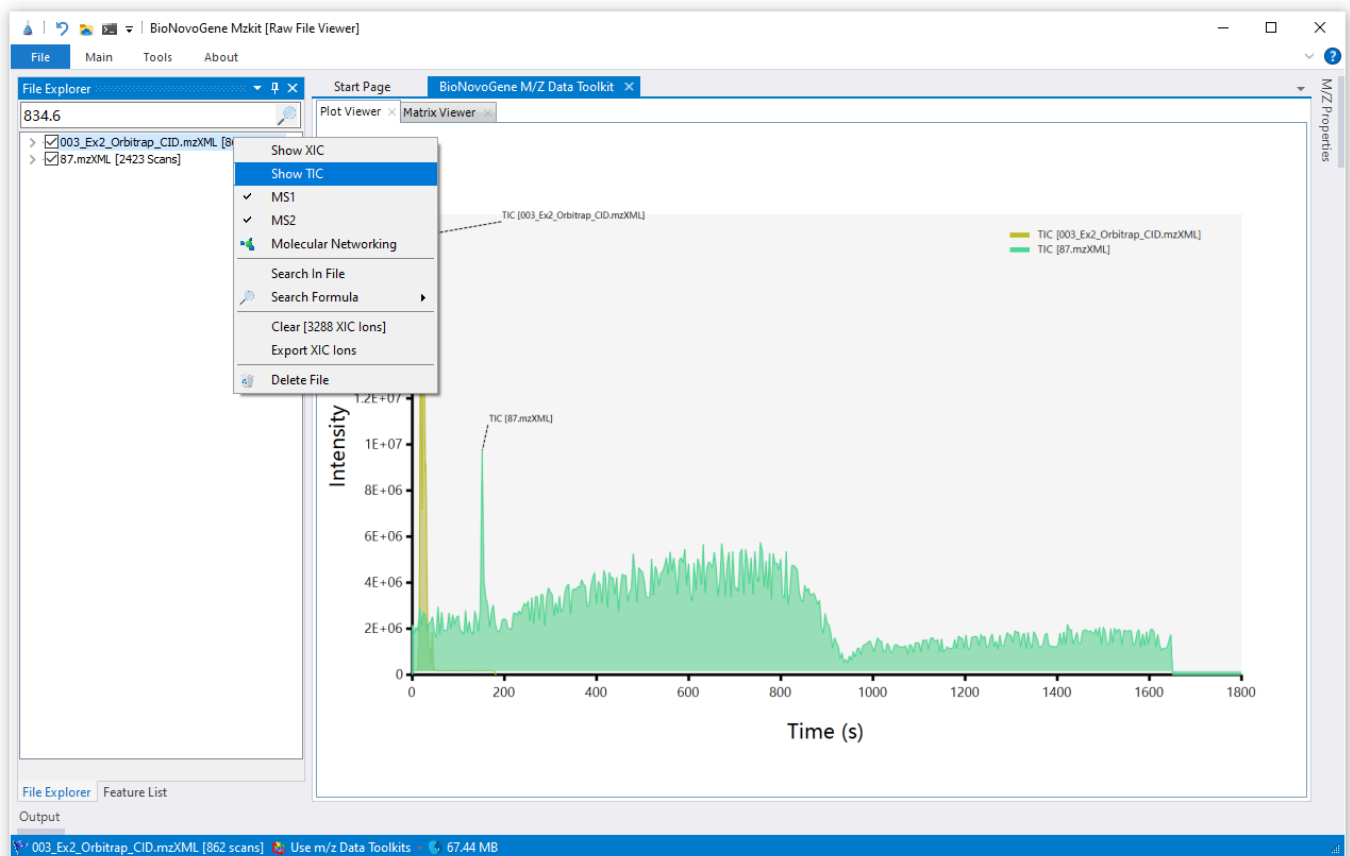 BioNovoGene Mzkit [Raw File Viewer]
File Main Tools About
File Explorer
834.6
003_Ex2_Orbitrap_CID.mzXML [8
87.mzXML [2423 Scans]
Show XIC
Show TIC
MS1
MS2
Molecular Networking
Search In File
Search Formula
Clear [3288 XIC Ions]
Export XIC Ions
Delete File
Start Page BioNovoGene M/Z Data Toolkit
Plot Viewer Matrix Viewer
M/Z Properties
TIC [003_Ex2_Orbitrap_CID.mzXML]
TIC [003_Ex2_Orbitrap_CID.mzXML]
TIC [87.mzXML]
TIC [87.mzXML]
Intensity
1.2E+07
1E+07
8E+06
6E+06
4E+06
2E+06
0
0 200 400 600 800 1000 1200 1400 1600 1800
Time (s)
File Explorer Feature List
Output
003_Ex2_Orbitrap_CID.mzXML [862 scans] Use m/z Data Toolkits 67.44 MB